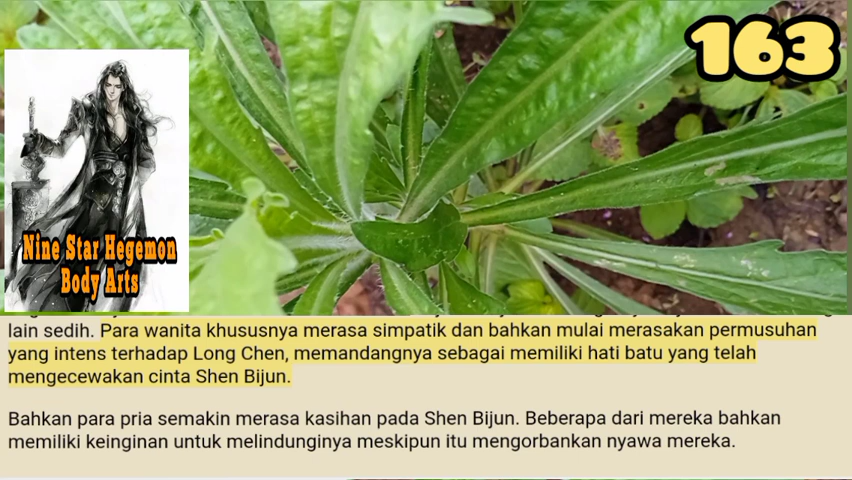 163
Nine Star Hegemon
Body Arts
lain sedih. Para wanita khususnya merasa simpatik dan bahkan mulai merasakan permusuhan
yang intens terhadap Long Chen, memandangnya sebagai memiliki hati batu yang telah
mengecewakan cinta Shen Bijun.
Bahkan para pria semakin merasa kasihan pada Shen Bijun. Beberapa dari mereka bahkan
memiliki keinginan untuk melindunginya meskipun itu mengorbankan nyawa mereka.